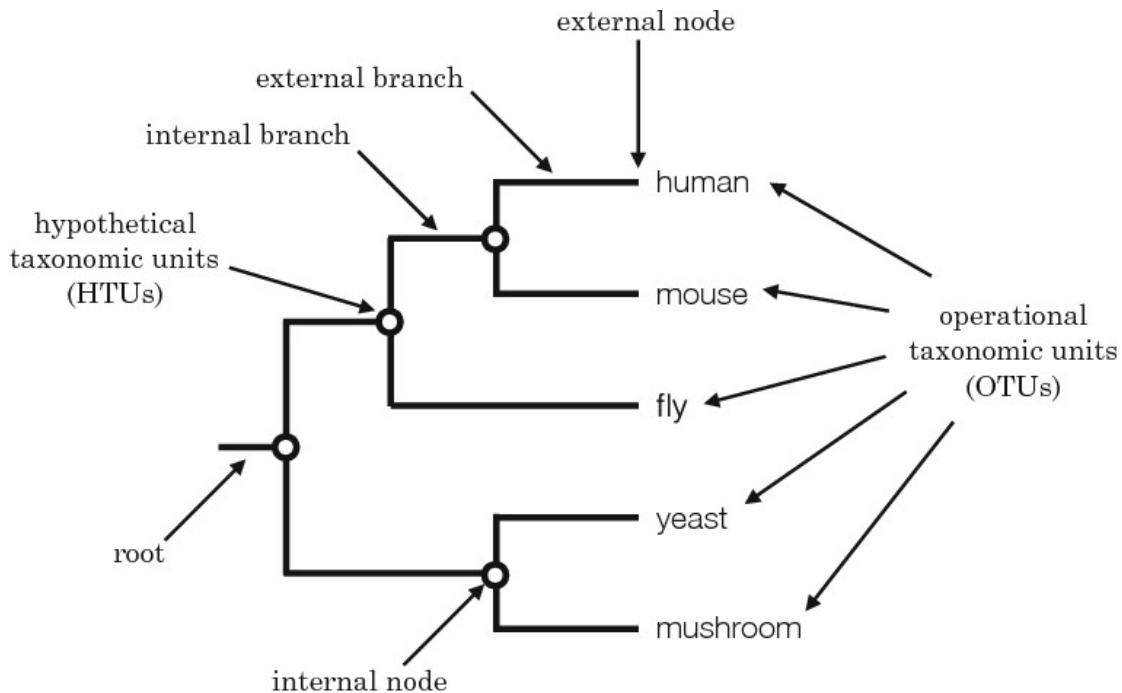 external node
external branch
internal branch
human
hypothetical
taxonomic units
(HTUs)
mouse
operational
taxonomic units
(OTUs)
fly
yeast
root
mushroom
internal node